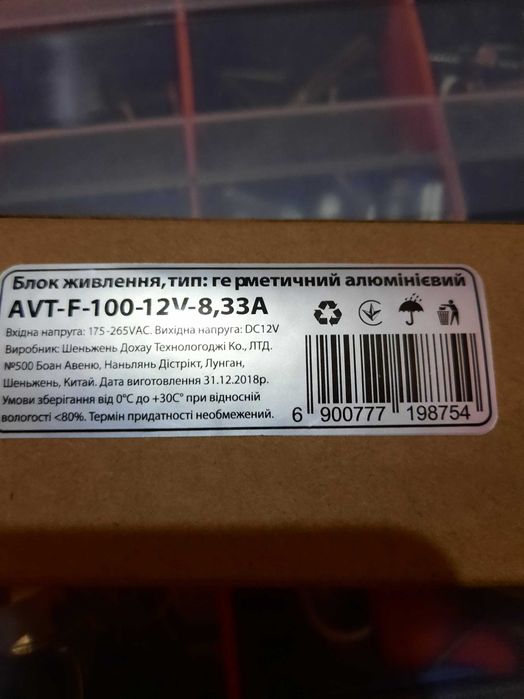 Блок живлення,тип: ге рметичний алюмінієвий
AVT-F-100-12V-8,33A
Вхідна напруга: 175-265VAC. Вихідна напруга: DC12V
Виробник: Шеньжень Дохау Технологоджі Ко., ЛТД.
№500 Боан Авеню, Наньлянь Дістрікт, Лунган,
Шеньжень, Китай. Дата виготовлення 31.12.2018р.
Умови зберігання від 0°C до +30C° при відносній
вологості <80%. Термін придатності необмежений.
6 900777 198754